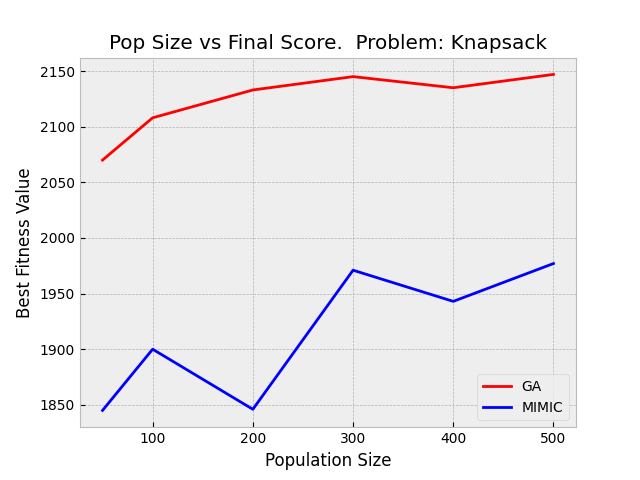 Pop Size vs Final Score.  Problem: Knapsack
2150
2100
2050
2000
1950
1900
1850
Best Fitness Value
GA
MIMIC
100 200 300 400 500
Population Size